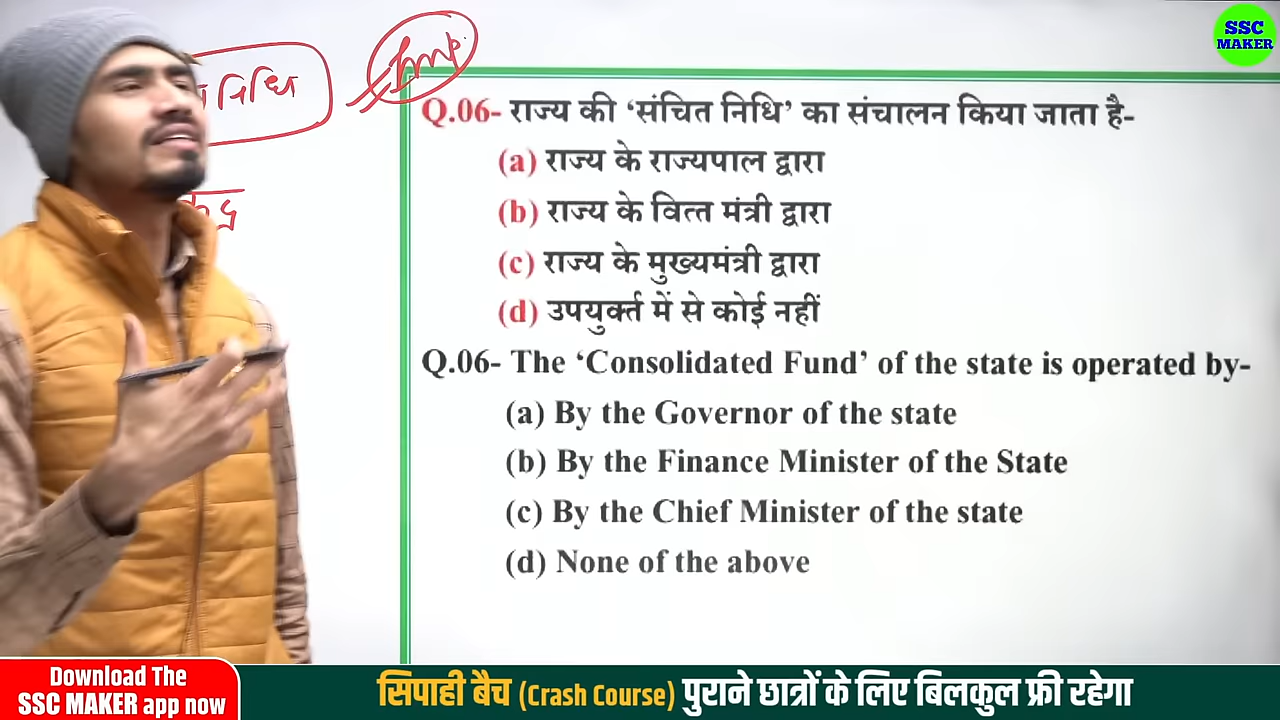 निधि
Imp.
SSC
MAKER
Q.06- राज्य की ‘संचित निधि’ का संचालन किया जाता है-
(a) राज्य के राज्यपाल द्वारा
(b) राज्य के वित्त मंत्री द्वारा
(c) राज्य के मुख्यमंत्री द्वारा
(d) उपयुर्क्त में से कोई नहीं
Q.06- The ‘Consolidated Fund’ of the state is operated by-
(a) By the Governor of the state
(b) By the Finance Minister of the State
(c) By the Chief Minister of the state
(d) None of the above
Download The
SSC MAKER app now
सिपाही बैच (Crash Course) पुराने छात्रों के लिए बिलकुल फ्री रहेगा